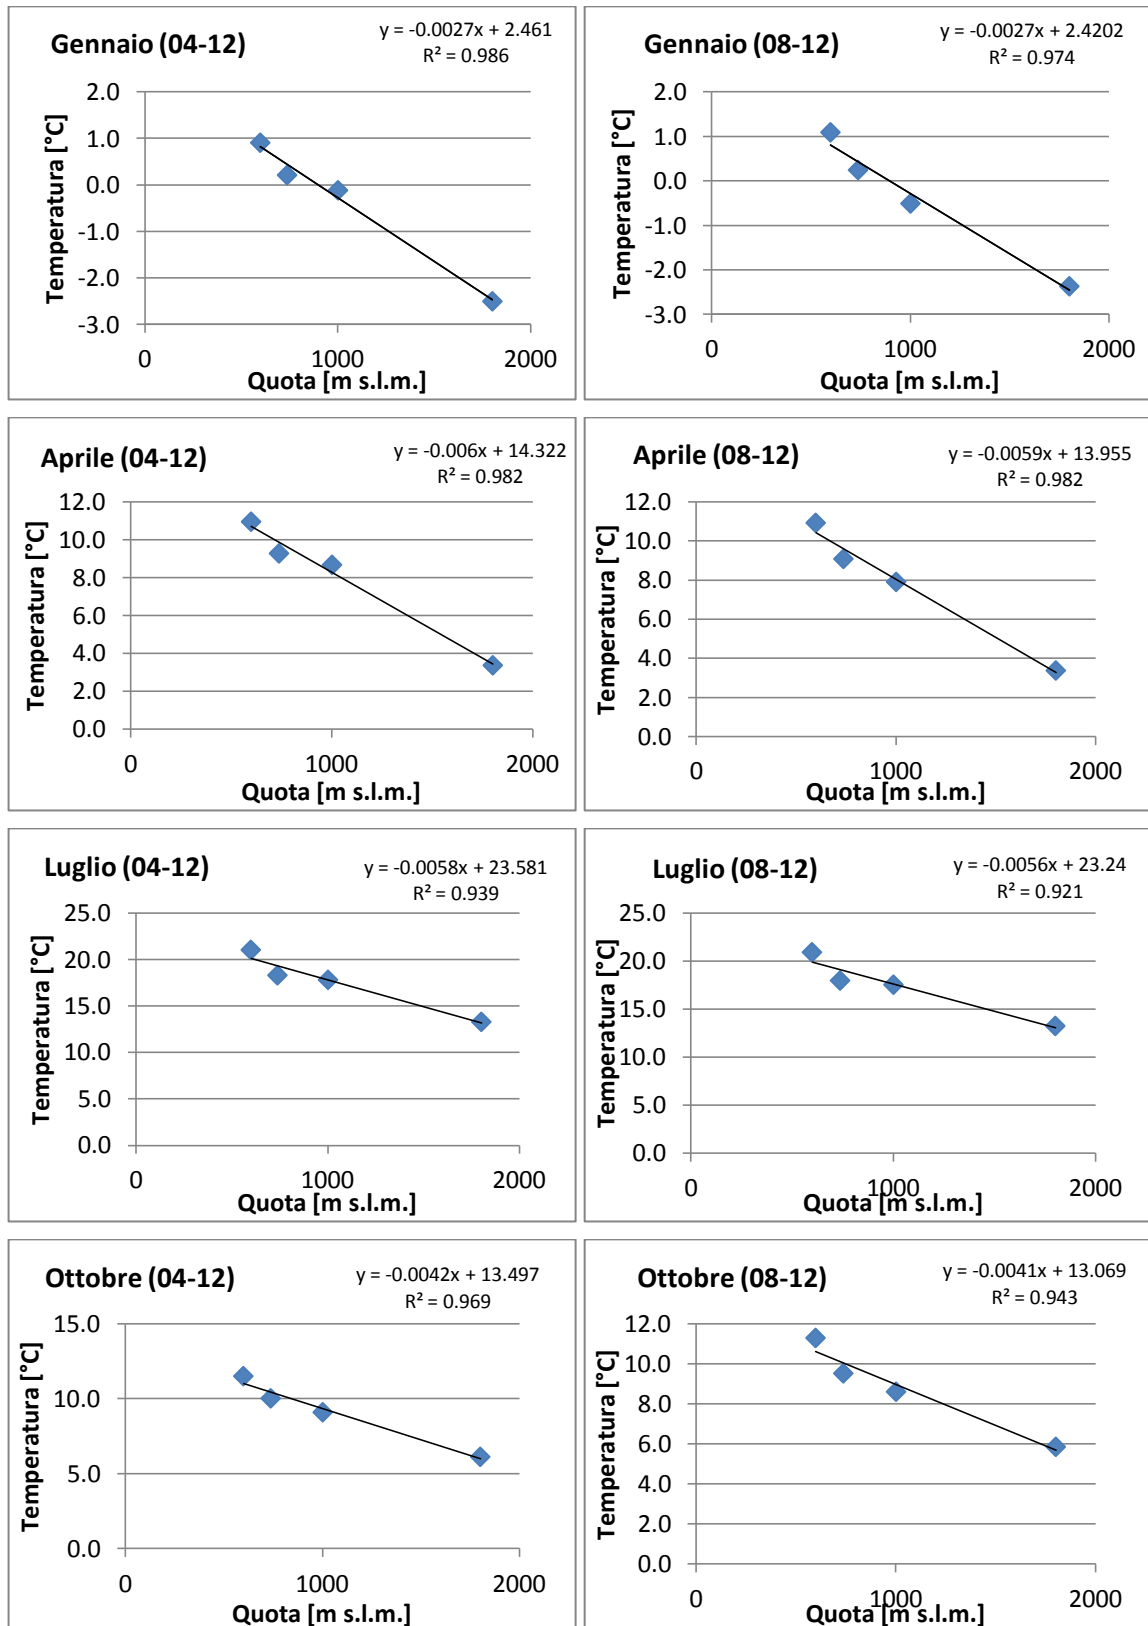 Gennaio (04-12)
y = -0.0027x + 2.461
R² = 0.986
2.0
1.0
0.0
-1.0
-2.0
-3.0
0
1000
2000
Temperatura [°C]
Quota [m s.l.m.]
Gennaio (08-12)
y = -0.0027x + 2.4202
R² = 0.974
2.0
1.0
0.0
-1.0
-2.0
-3.0
0
1000
2000
Temperatura [°C]
Quota [m s.l.m.]
Aprile (04-12)
y = -0.006x + 14.322
R² = 0.982
12.0
10.0
8.0
6.0
4.0
2.0
0.0
0
1000
2000
Temperatura [°C]
Quota [m s.l.m.]
Aprile (08-12)
y = -0.0059x + 13.955
R² = 0.982
12.0
10.0
8.0
6.0
4.0
2.0
0.0
0
1000
2000
Temperatura [°C]
Quota [m s.l.m.]
Luglio (04-12)
y = -0.0058x + 23.581
R² = 0.939
25.0
20.0
15.0
10.0
5.0
0.0
0
1000
2000
Temperatura [°C]
Quota [m s.l.m.]
Luglio (08-12)
y = -0.0056x + 23.24
R² = 0.921
25.0
20.0
15.0
10.0
5.0
0.0
0
1000
2000
Temperatura [°C]
Quota [m s.l.m.]
Ottobre (04-12)
y = -0.0042x + 13.497
R² = 0.969
15.0
10.0
5.0
0.0
0
1000
2000
Temperatura [°C]
Quota [m s.l.m.]
Ottobre (08-12)
y = -0.0041x + 13.069
R² = 0.943
12.0
10.0
8.0
6.0
4.0
2.0
0.0
0
1000
2000
Temperatura [°C]
Quota [m s.l.m.]